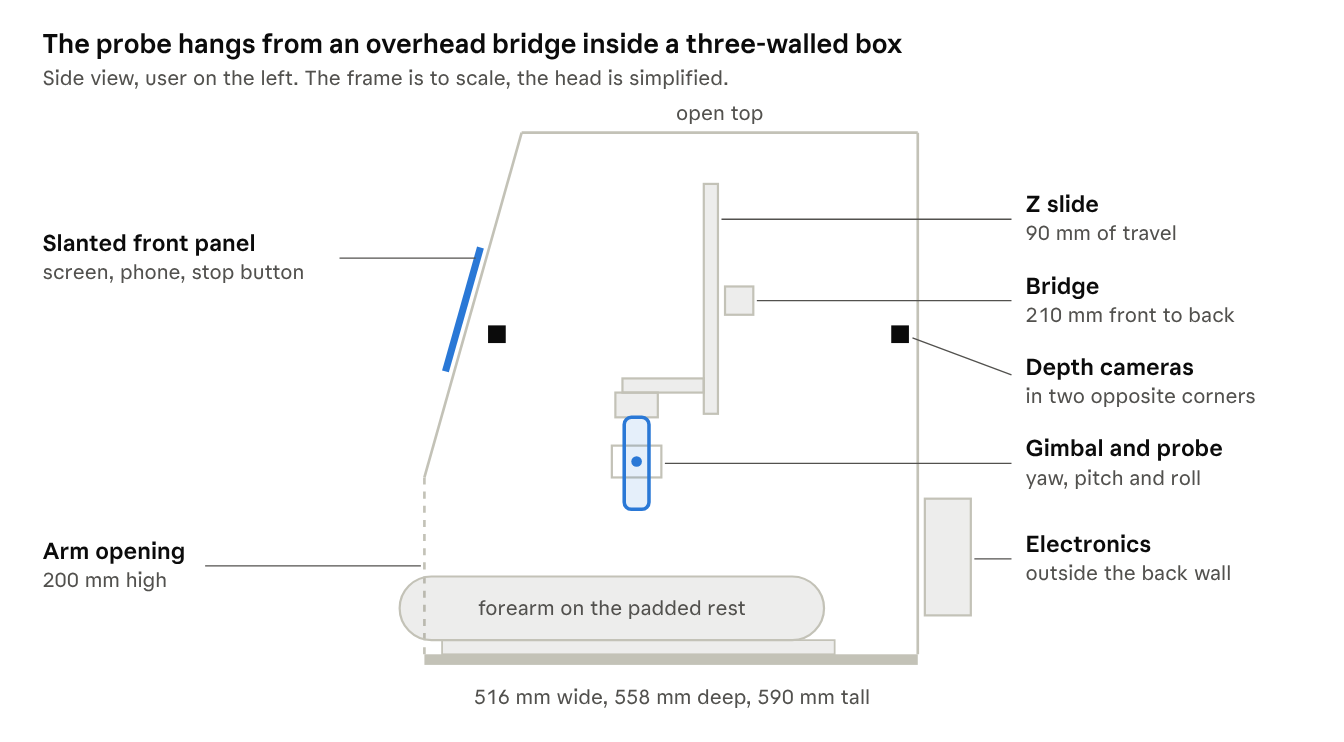 The probe hangs from an overhead bridge inside a three-walled box
Side view, user on the left. The frame is to scale, the head is simplified.
open top
Slanted front panel
screen, phone, stop button
Arm opening
200 mm high
Z slide
90 mm of travel
Bridge
210 mm front to back
Depth cameras
in two opposite corners
Gimbal and probe
yaw, pitch and roll
Electronics
outside the back wall
forearm on the padded rest
516 mm wide, 558 mm deep, 590 mm tall